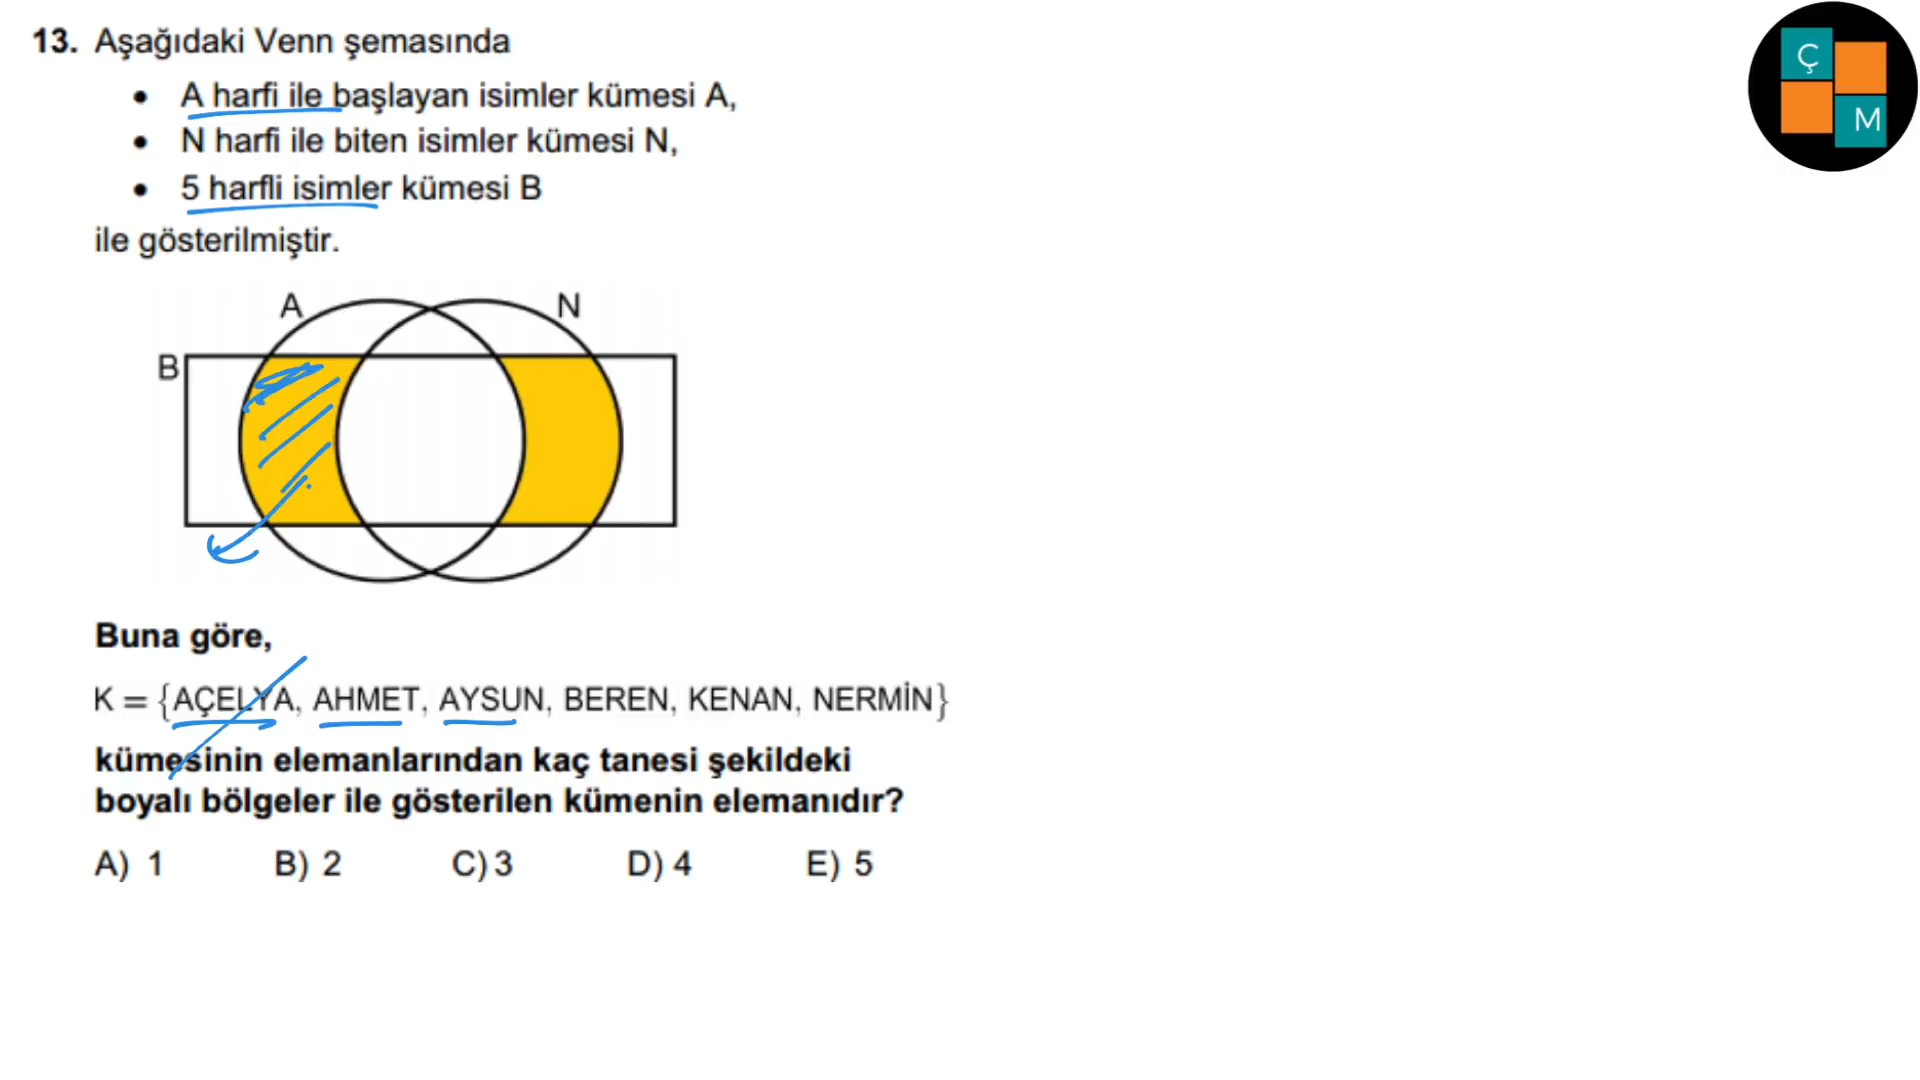 13. Aşağıdaki Venn şemasında
• A harfi ile başlayan isimler kümesi A,
• N harfi ile biten isimler kümesi N,
• 5 harfli isimler kümesi B
ile gösterilmiştir.
A N
B
Buna göre,
K = {AÇELYA, AHMET, AYSUN, BEREN, KENAN, NERMİN}
kümesinin elemanlarından kaç tanesi şekildeki
boyalı bölgeler ile gösterilen kümenin elemanıdır?
A) 1 B) 2 C) 3 D) 4 E) 5
Ç
M